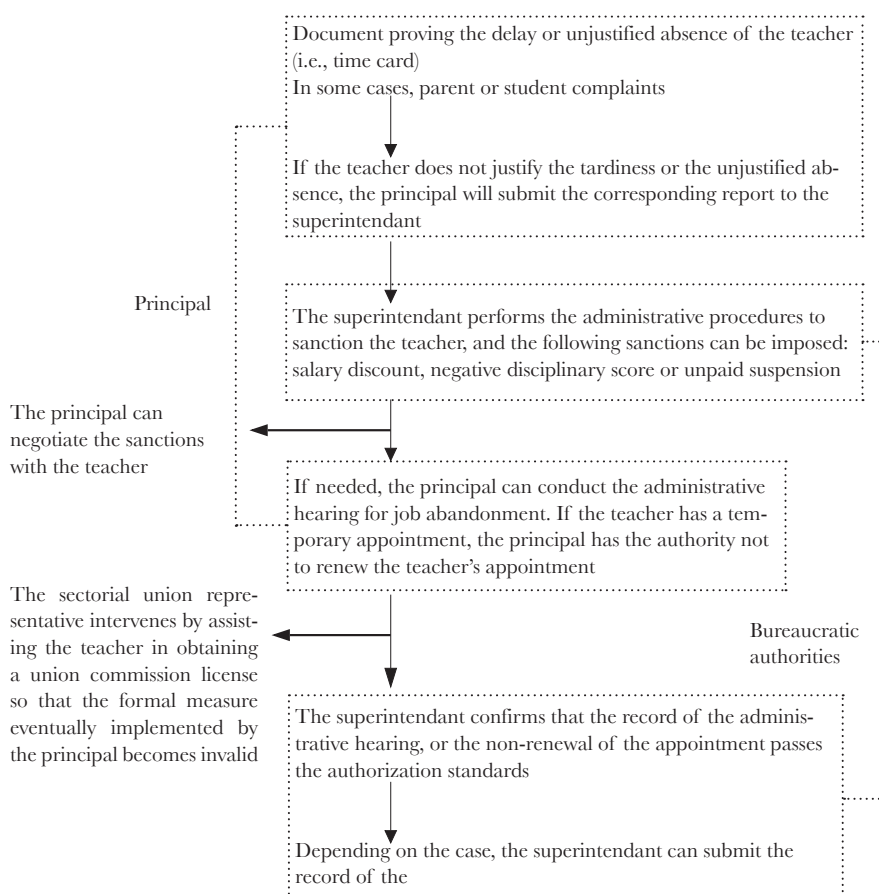 Document proving the delay or unjustified absence of the teacher
(i.e., time card)
In some cases, parent or student complaints
If the teacher does not justify the tardiness or the unjustified ab-
sence, the principal will submit the corresponding report to the
superintendant
Principal
The superintendant performs the administrative procedures to
sanction the teacher, and the following sanctions can be imposed:
salary discount, negative disciplinary score or unpaid suspension
The principal can
negotiate the sanctions
with the teacher
If needed, the principal can conduct the administrative
hearing for job abandonment. If the teacher has a tem-
porary appointment, the principal has the authority not
to renew the teacher's appointment
The sectorial union repre-
sentative intervenes by assist-
ing the teacher in obtaining
a union commission license
so that the formal measure
eventually implemented by
the principal becomes invalid
Bureaucratic
authorities
The superintendant confirms that the record of the adminis-
trative hearing, or the non-renewal of the appointment passes
the authorization standards
Depending on the case, the superintendant can submit the
record of the